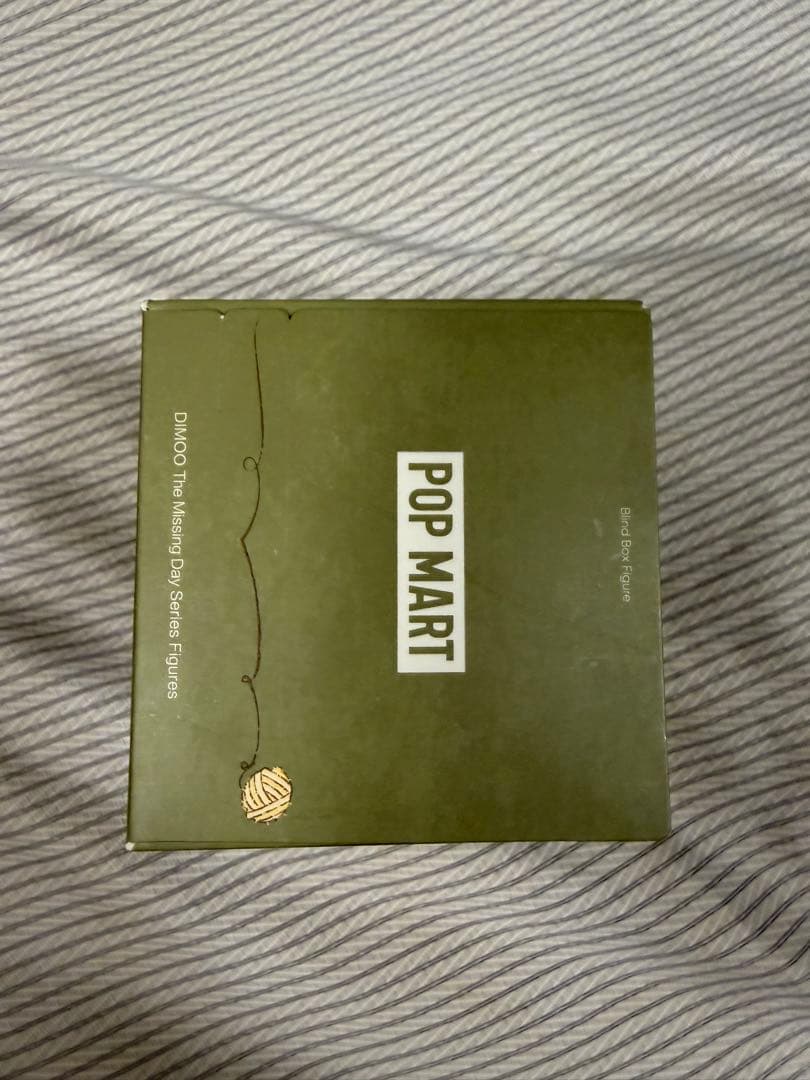 Blind Box Figure
POP MART
DIMOO The Missing Day Series Figures